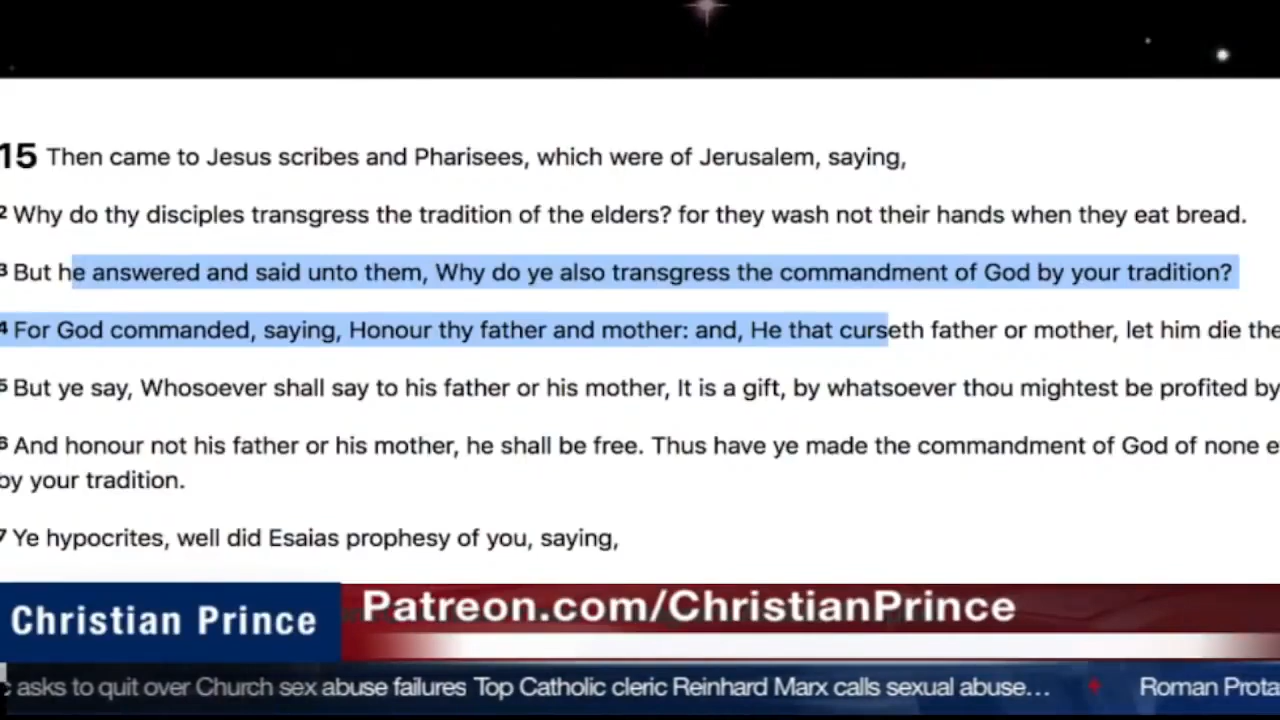 15 Then came to Jesus scribes and Pharisees, which were of Jerusalem, saying,
2 Why do thy disciples transgress the tradition of the elders? for they wash not their hands when they eat bread.
3 But he answered and said unto them, Why do ye also transgress the commandment of God by your tradition?
4 For God commanded, saying, Honour thy father and mother: and, He that curseth father or mother, let him die the
5 But ye say, Whosoever shall say to his father or his mother, It is a gift, by whatsoever thou mightest be profited by
6 And honour not his father or his mother, he shall be free. Thus have ye made the commandment of God of none e
by your tradition.
7 Ye hypocrites, well did Esaias prophesy of you, saying,
Christian Prince
Patreon.com/ChristianPrince
c asks to quit over Church sex abuse failures Top Catholic cleric Reinhard Marx calls sexual abuse… Roman Prota